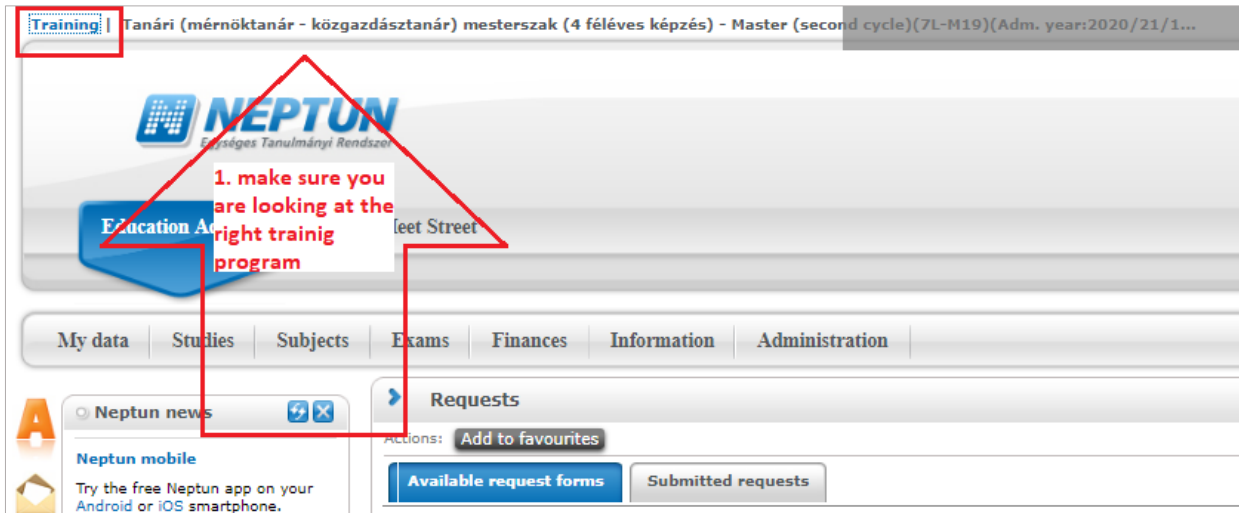 Training | Tanári (mérnöktanár - közgazdásztanár) mesterszak (4 féléves képzés) - Master (second cycle)(7L-M19)(Adm. year:2020/21/1...
NEPTUN
Egységes Tanulmányi Rendszer
1. make sure you
are looking at the
right trainig
program
Education
Meet Street
My data Studies Subjects Exams Finances Information Administration
Neptun news
Requests
Actions: Add to favourites
Neptun mobile
Available request forms Submitted requests
Try the free Neptun app on your
Android or iOS smartphone.